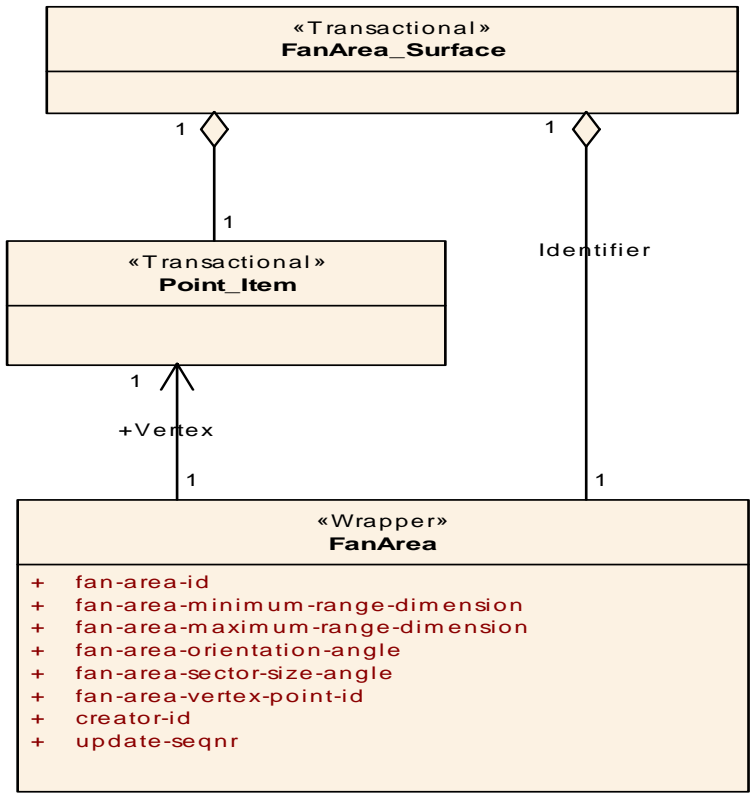 «Transactional»
FanArea_Surface
1
1
1
Identifier
«Transactional»
Point_Item
1
+Vertex
1
1
«Wrapper»
FanArea
+ fan-area-id
+ fan-area-minimum-range-dimension
+ fan-area-maximum-range-dimension
+ fan-area-orientation-angle
+ fan-area-sector-size-angle
+ fan-area-vertex-point-id
+ creator-id
+ update-seqnr